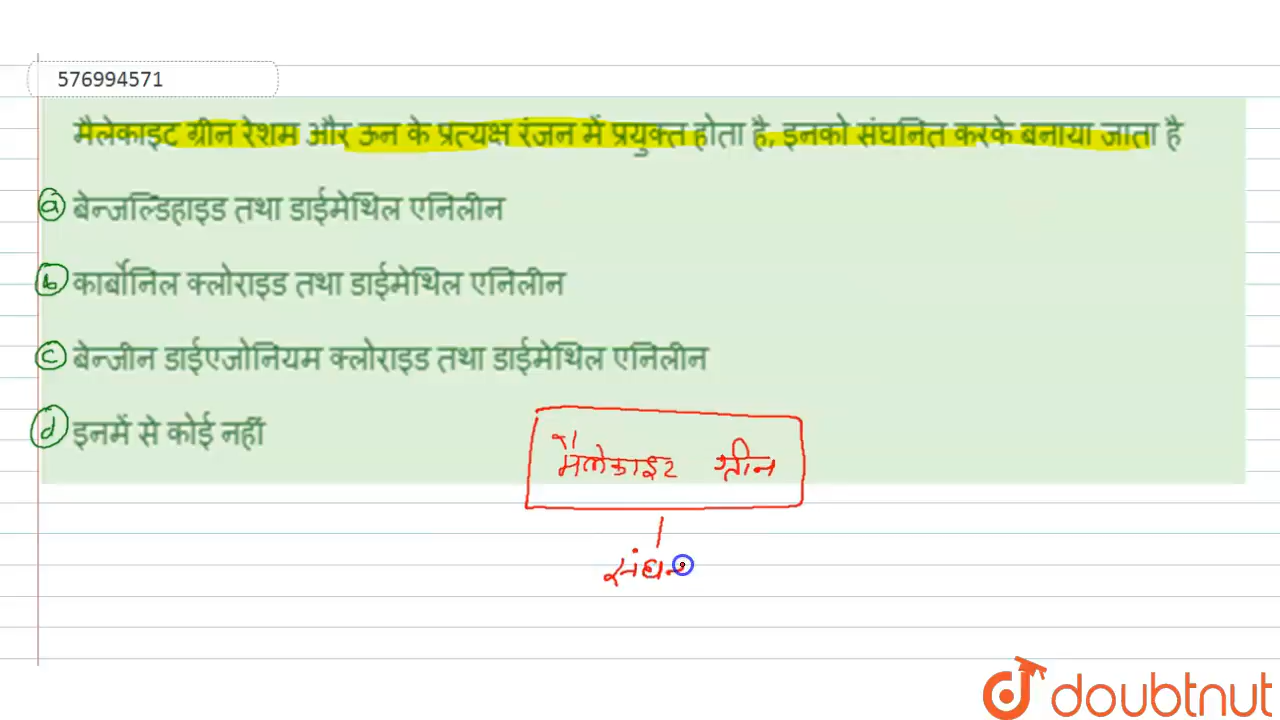 576994571
मैलेकाइट ग्रीन रेशम और ऊन के प्रत्यक्ष रंजन में प्रयुक्त होता है, इनको संघनित करके बनाया जाता है
a बेन्जल्डिहाइड तथा डाईमेथिल एनिलीन
b कार्बोनिल क्लोराइड तथा डाईमेथिल एनिलीन
c बेन्जीन डाईएजोनियम क्लोराइड तथा डाईमेथिल एनिलीन
d इनमें से कोई नहीं
मैलेकाइट ग्रीन
संघन
doubtnut